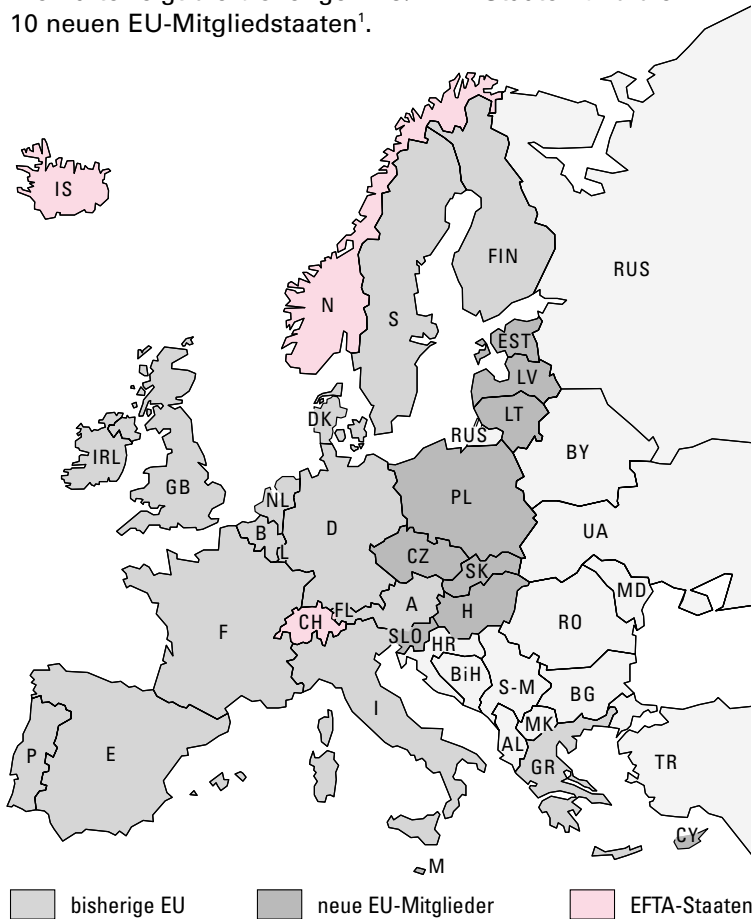 10 neuen EU-Mitgliedstaaten¹.
IS
FIN
RUS
N
S
EST
LV
DK
LT
RUS
IRL
BY
GB
NL
PL
B
D
UA
L
CZ
SK
MD
FL
A
H
CH
RO
F
SLO
HR
BiH
S-M
BG
I
MK
P
E
AL
GR
TR
CY
M
bisherige EU
neue EU-Mitglieder
EFTA-Staaten